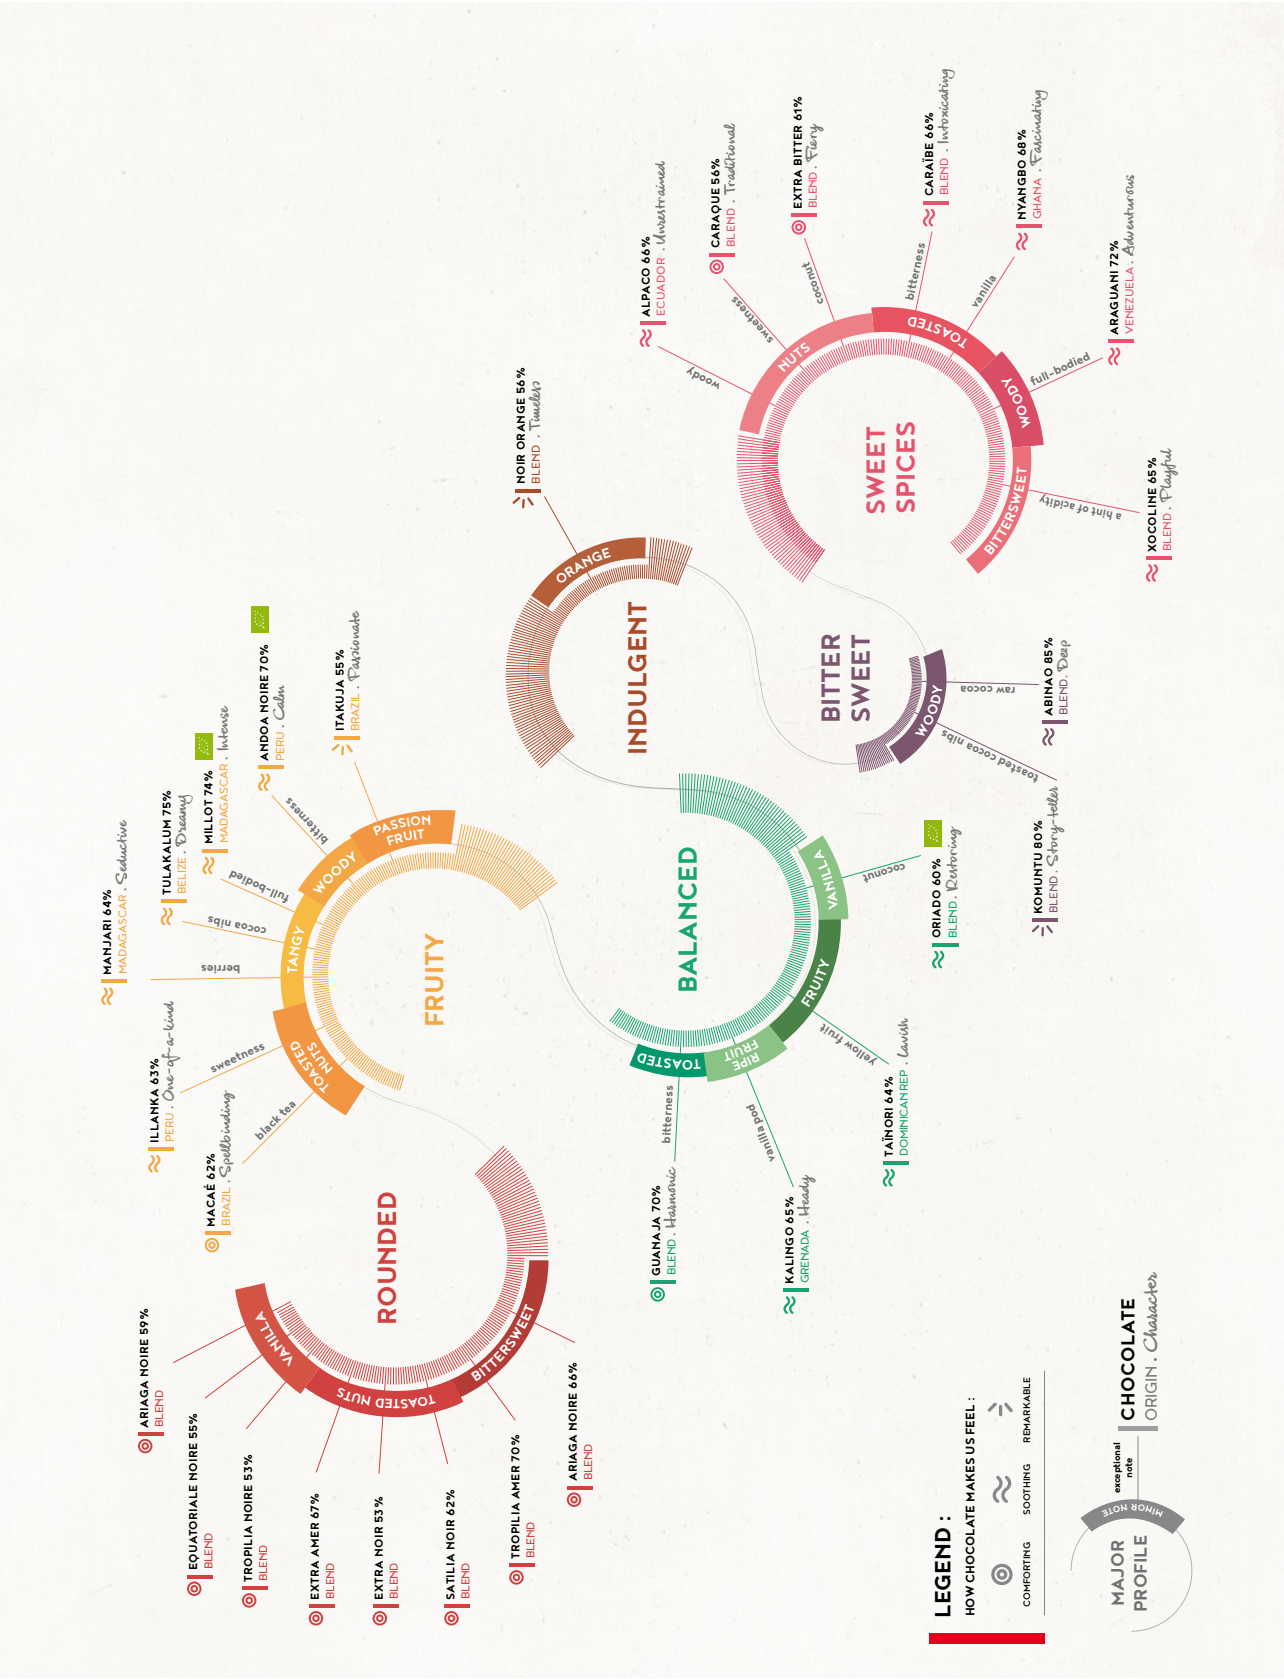 ROUNDED
VANILLA
TOASTED NUTS
BITTERSWEET
ARIAGA NOIRE 59%
BLEND
EQUATORIALE NOIRE 55%
BLEND
TROPILIA NOIRE 53%
BLEND
EXTRA AMER 67%
BLEND
EXTRA NOIR 53%
BLEND
SATILIA NOIR 62%
BLEND
TROPILIA AMER 70%
BLEND
ARIAGA NOIRE 66%
BLEND
FRUITY
TOASTED
NUTS
TANGY
WOODY
PASSION
FRUIT
black tea
MACAÉ 62%
BRAZIL . Spellbinding
sweetness
ILLANKA 63%
PERU . One-of-a-kind
berries
MANJARI 64%
MADAGASCAR . Seductive
cocoa nibs
TULAKALUM 75%
BELIZE . Dreamy
full-bodied
MILLOT 74%
MADAGASCAR . Intense
bitterness
ANDOA NOIRE 70%
PERU . Calm
ITAKUJA 55%
BRAZIL . Passionate
BALANCED
TOASTED
RIPE
FRUIT
FRUITY
VANILLA
bitterness
GUANAJA 70%
BLEND . Harmonic
vanilla pod
KALINGO 65%
GRENADA . Heady
yellow fruit
TAÏNORI 64%
DOMINICAN REP . Lavish
coconut
ORIADO 60%
BLEND . Restoring
INDULGENT
ORANGE
NOIR ORANGE 56%
BLEND . Timeless
BITTER
SWEET
WOODY
toasted cocoa nibs
KOMUNTU 80%
BLEND . Story-teller
raw cocoa
ABINAO 85%
BLEND . Deep
SWEET
SPICES
NUTS
TOASTED
WOODY
BITTERSWEET
woody
ALPACO 66%
ECUADOR . Unrestrained
sweetness
CARAQUE 56%
BLEND . Traditional
coconut
EXTRA BITTER 61%
BLEND . Fiery
bitterness
CARAÏBE 66%
BLEND . Intoxicating
vanilla
NYANGBO 68%
GHANA . Fascinating
full-bodied
ARAGUANI 72%
VENEZUELA . Adventurous
a hint of acidity
XOCOLINE 65%
BLEND . Playful
LEGEND :
HOW CHOCOLATE MAKES US FEEL :
COMFORTING
SOOTHING
REMARKABLE
MAJOR
PROFILE
MINOR NOTE
exceptional
note
CHOCOLATE
ORIGIN . Character